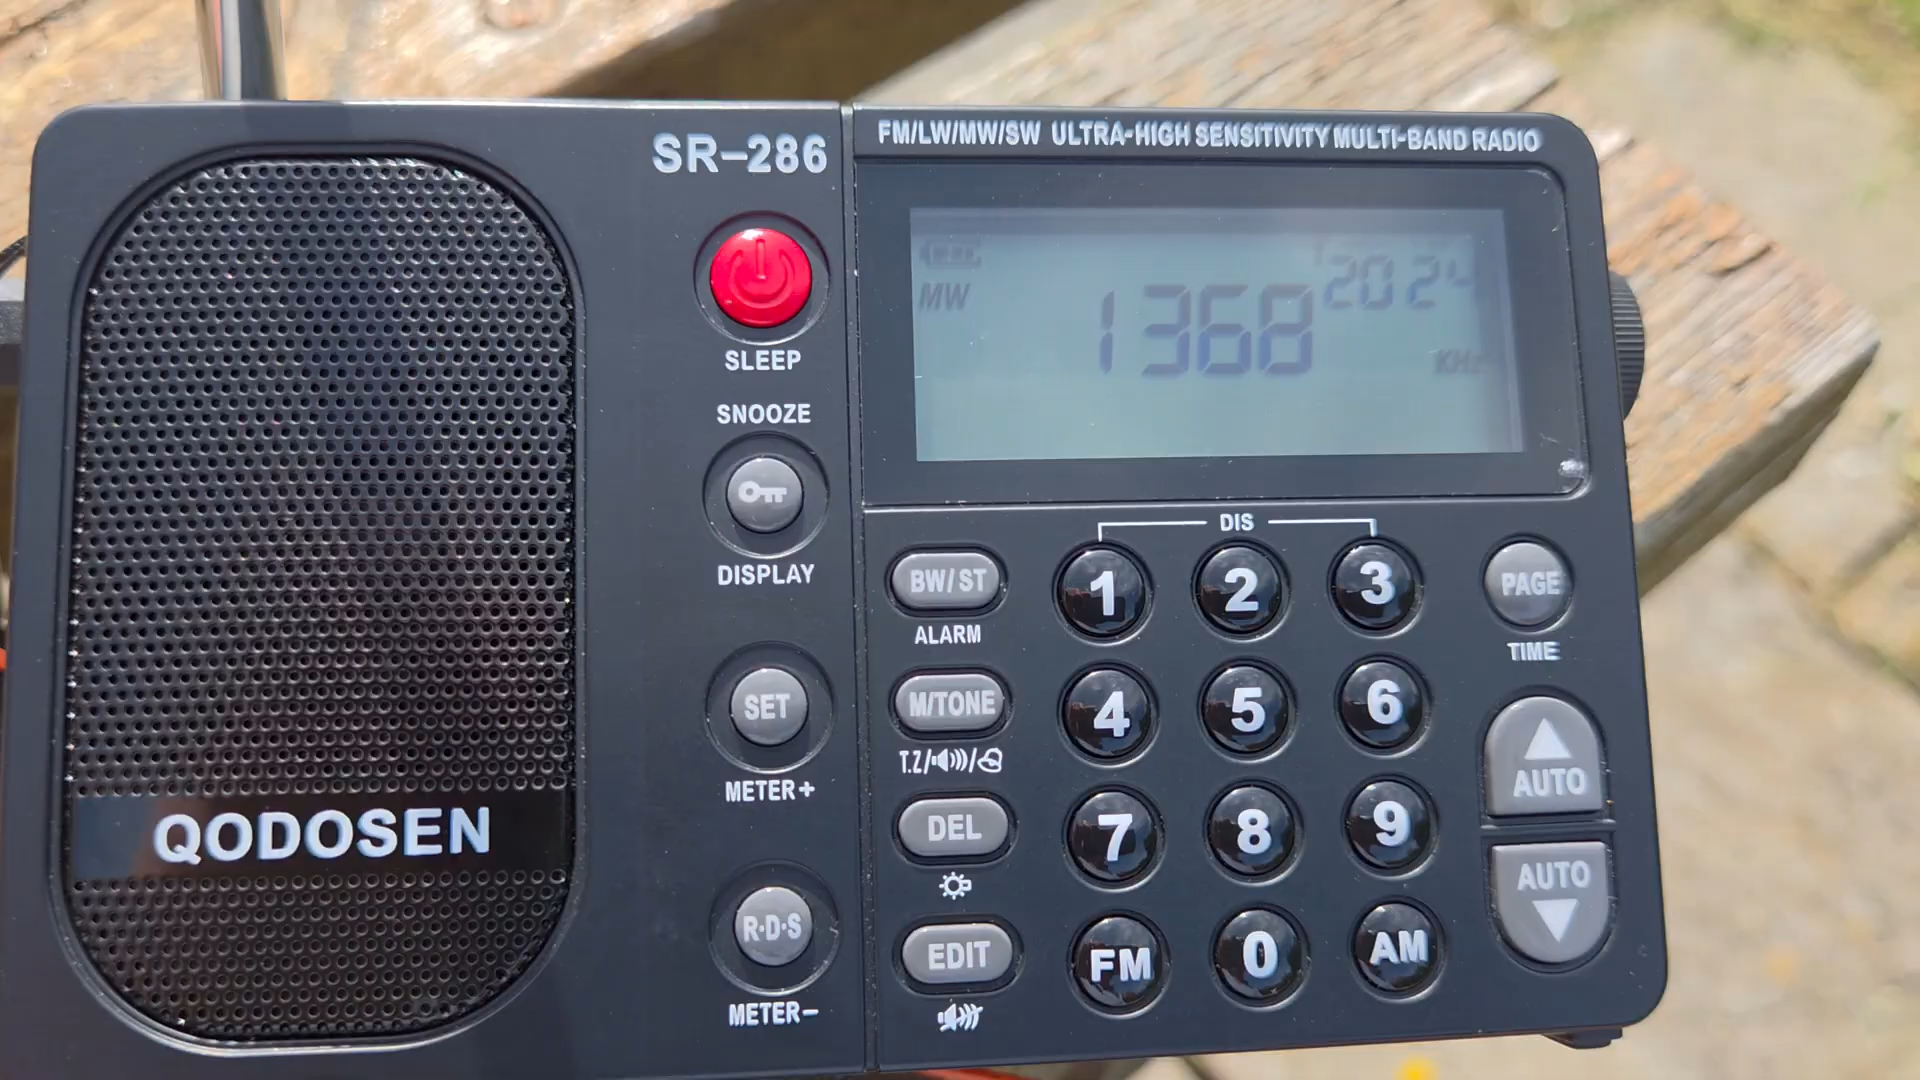 SR-286
FM/LW/MW/SW ULTRA-HIGH SENSITIVITY MULTI-BAND RADIO
MW
1368
2024
KHz
SLEEP
SNOOZE
DISPLAY
SET
METER+
R·D·S
METER-
QODOSEN
DIS
BW/ST
1
2
3
PAGE
ALARM
TIME
M/TONE
4
5
6
T.Z/
AUTO
DEL
7
8
9
AUTO
EDIT
FM
0
AM